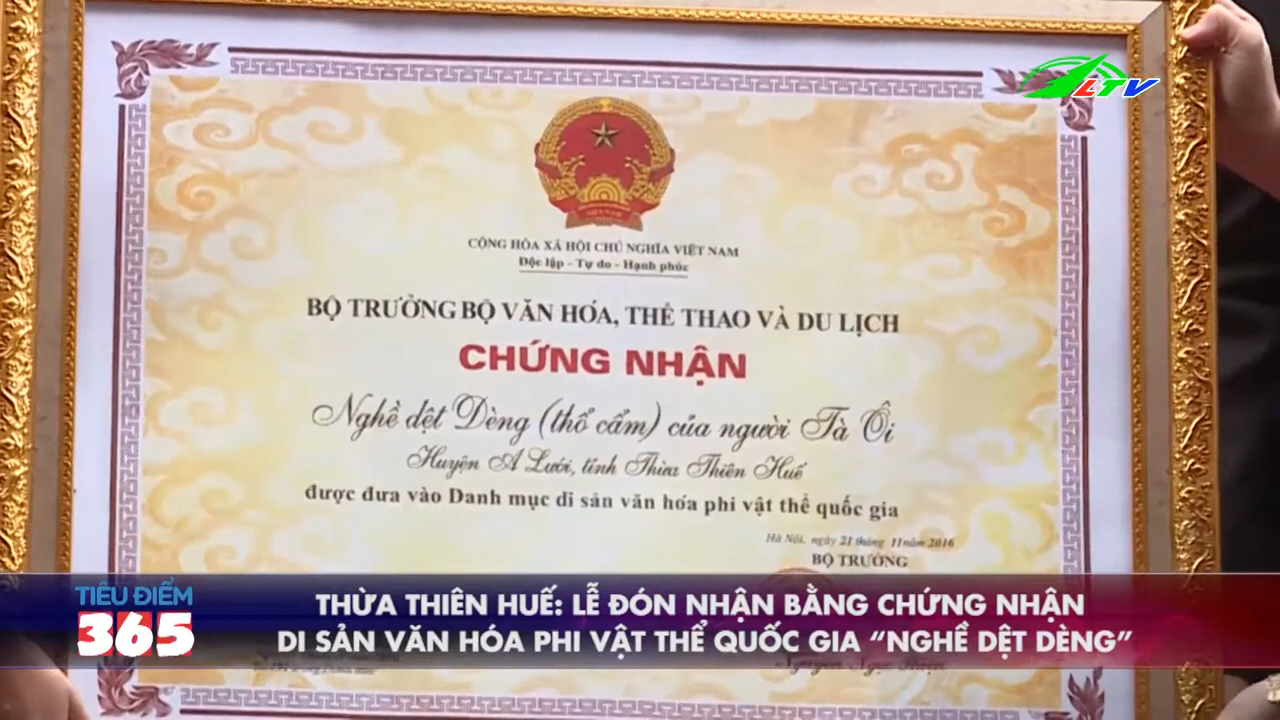 LTV
VIỆT NAM
CỘNG HÒA XÃ HỘI CHỦ NGHĨA VIỆT NAM
Độc lập - Tự do - Hạnh phúc
BỘ TRƯỞNG BỘ VĂN HÓA, THỂ THAO VÀ DU LỊCH
CHỨNG NHẬN
Nghề dệt Dèng (thổ cẩm) của người Tà Ôi
Huyện A Lưới, tỉnh Thừa Thiên Huế
được đưa vào Danh mục di sản văn hóa phi vật thể quốc gia
Hà Nội, ngày 21 tháng 11 năm 2016
BỘ TRƯỞNG
TIÊU ĐIỂM
365
THỪA THIÊN HUẾ: LỄ ĐÓN NHẬN BẰNG CHỨNG NHẬN
DI SẢN VĂN HÓA PHI VẬT THỂ QUỐC GIA “NGHỀ DỆT DÈNG”